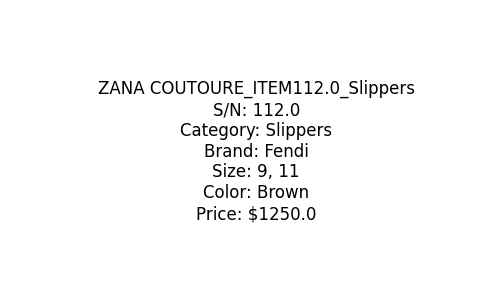 ZANA COUTOURE_ITEM112.0_Slippers
S/N: 112.0
Category: Slippers
Brand: Fendi
Size: 9, 11
Color: Brown
Price: $1250.0